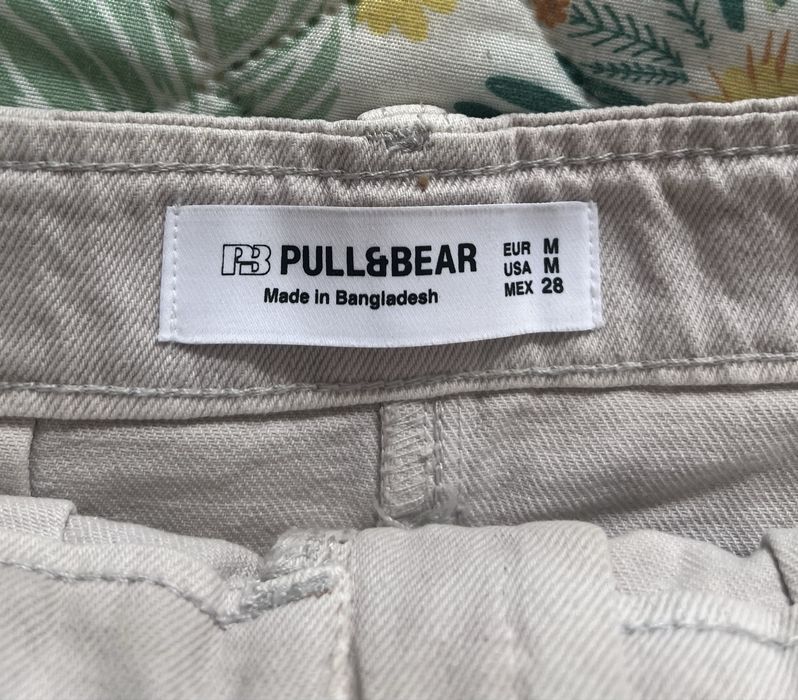 PB PULL&BEAR
Made in Bangladesh
EUR M
USA M
MEX 28